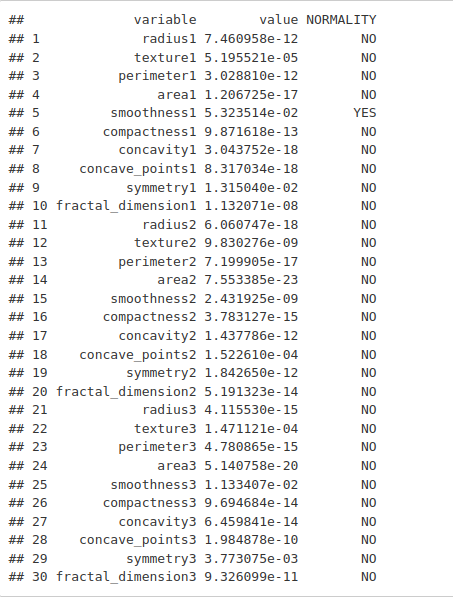 ##              variable        value NORMALITY
## 1             radius1 7.460958e-12        NO
## 2            texture1 5.195521e-05        NO
## 3          perimeter1 3.028810e-12        NO
## 4               area1 1.206725e-17        NO
## 5         smoothness1 5.323514e-02       YES
## 6        compactness1 9.871618e-13        NO
## 7          concavity1 3.043752e-18        NO
## 8     concave_points1 8.317034e-18        NO
## 9           symmetry1 1.315040e-02        NO
## 10 fractal_dimension1 1.132071e-08        NO
## 11            radius2 6.060747e-18        NO
## 12           texture2 9.830276e-09        NO
## 13         perimeter2 7.199905e-17        NO
## 14              area2 7.553385e-23        NO
## 15        smoothness2 2.431925e-09        NO
## 16       compactness2 3.783127e-15        NO
## 17         concavity2 1.437786e-12        NO
## 18    concave_points2 1.522610e-04        NO
## 19          symmetry2 1.842650e-12        NO
## 20 fractal_dimension2 5.191323e-14        NO
## 21            radius3 4.115530e-15        NO
## 22           texture3 1.471121e-04        NO
## 23         perimeter3 4.780865e-15        NO
## 24              area3 5.140758e-20        NO
## 25        smoothness3 1.133407e-02        NO
## 26       compactness3 9.694684e-14        NO
## 27         concavity3 6.459841e-14        NO
## 28    concave_points3 1.984878e-10        NO
## 29          symmetry3 3.773075e-03        NO
## 30 fractal_dimension3 9.326099e-11        NO